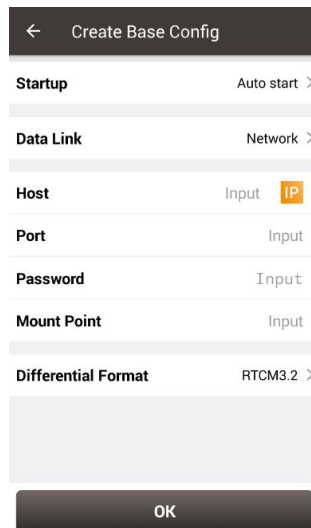 Create Base Config
Startup Auto start
Data Link Network
Host Input IP
Port Input
Password Input
Mount Point Input
Differential Format RTCM3.2
OK